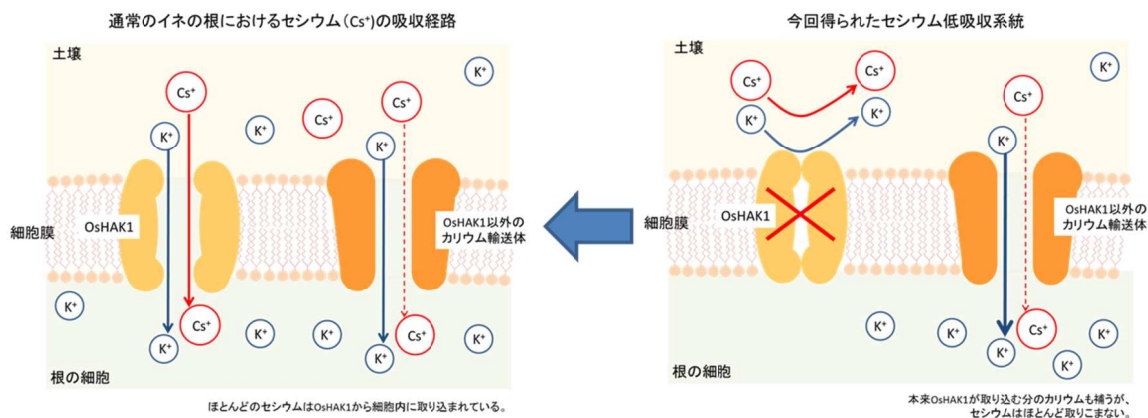 通常のイネの根におけるセシウム(Cs⁺)の吸収経路
土壌
K⁺
Cs⁺
Cs⁺
Cs⁺
K⁺
K⁺
K⁺
細胞膜
OsHAK1
OsHAK1以外の
カリウム輸送体
K⁺
Cs⁺
K⁺
K⁺
Cs⁺
K⁺
K⁺
K⁺
根の細胞
ほとんどのセシウムはOsHAK1から細胞内に取り込まれている。
今回得られたセシウム低吸収系統
土壌
Cs⁺
Cs⁺
K⁺
Cs⁺
K⁺
K⁺
K⁺
細胞膜
OsHAK1
OsHAK1以外の
カリウム輸送体
K⁺
K⁺
Cs⁺
K⁺
K⁺
K⁺
根の細胞
本来OsHAK1が取り込む分のカリウムも補うが、
セシウムはほとんど取りこまない。